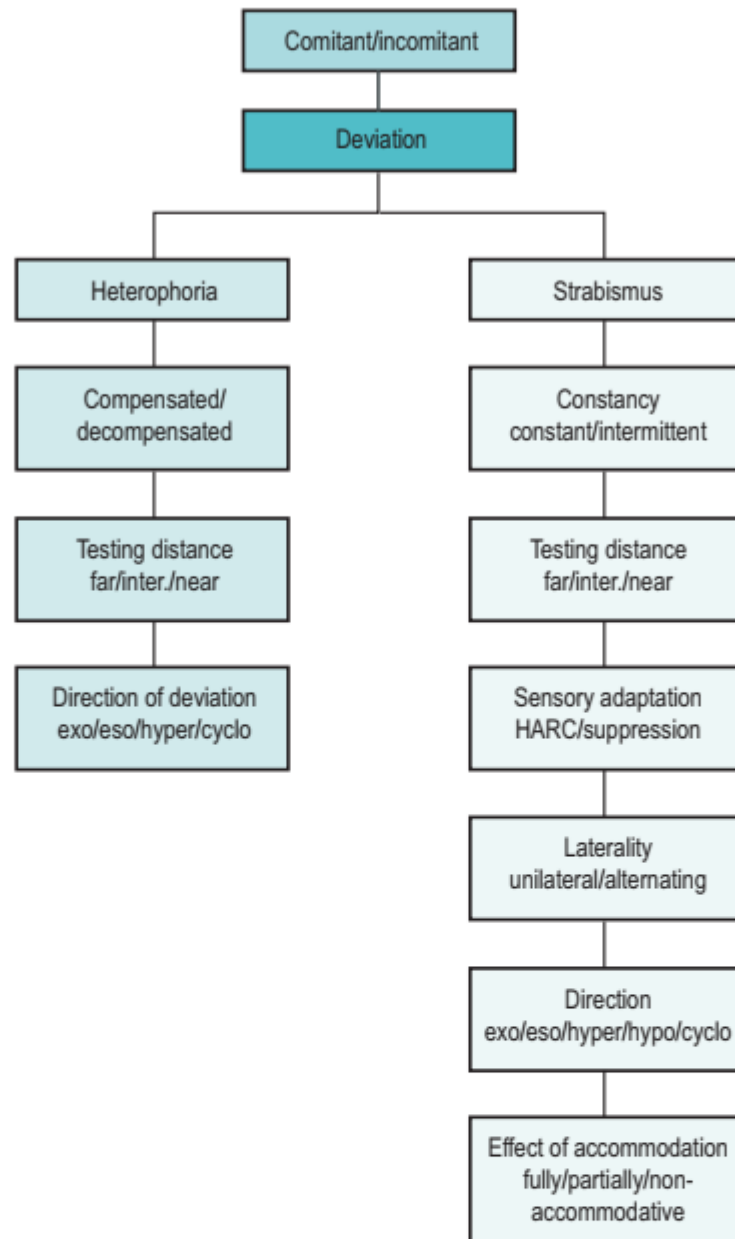 Comitant/incomitant
Deviation
Heterophoria
Compensated/
decompensated
Testing distance
far/inter./near
Direction of deviation
exo/eso/hyper/cyclo
Strabismus
Constancy
constant/intermittent
Testing distance
far/inter./near
Sensory adaptation
HARC/suppression
Laterality
unilateral/alternating
Direction
exo/eso/hyper/hypo/cyclo
Effect of accommodation
fully/partially/non-
accommodative